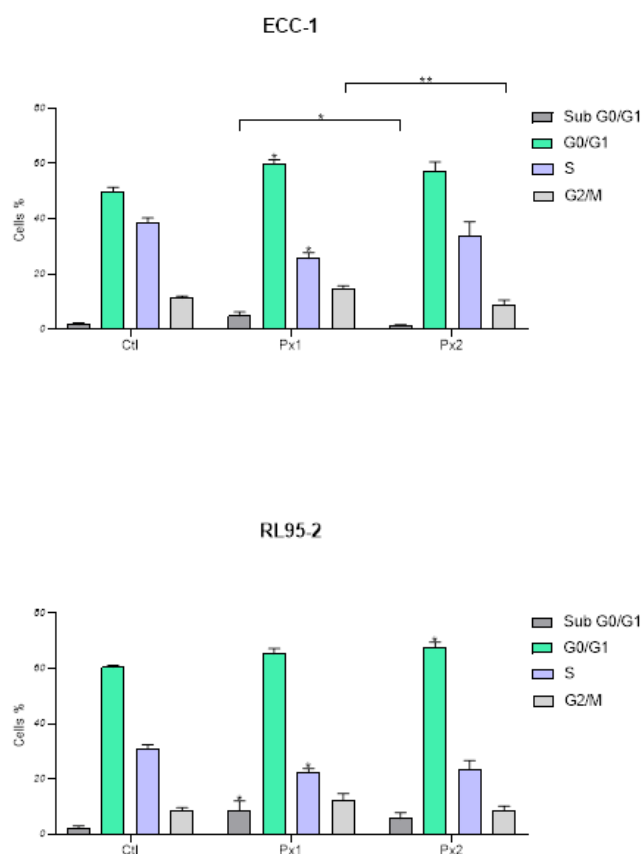 ECC-1
**
*
Sub G0/G1
G0/G1
S
G2/M
Cells %
80
60
40
20
0
*
*
Ctl
Px1
Px2
RL95-2
Sub G0/G1
G0/G1
S
G2/M
Cells %
80
60
40
20
0
*
*
*
Ctl
Px1
Px2